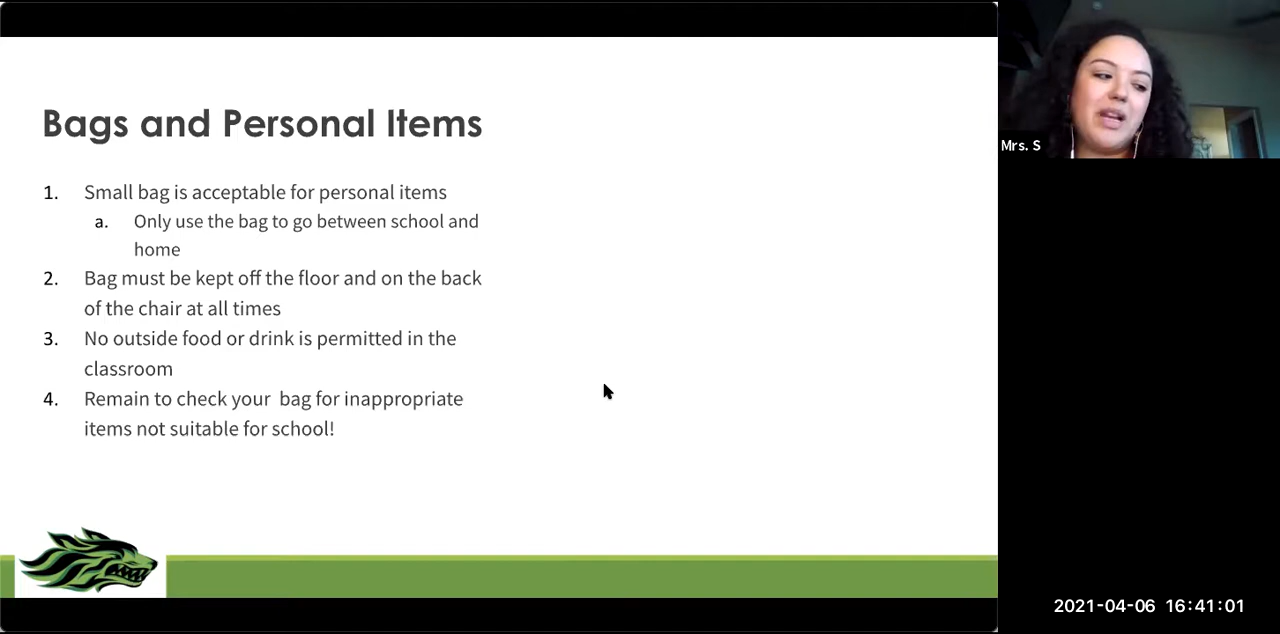 Bags and Personal Items
1. Small bag is acceptable for personal items
a. Only use the bag to go between school and
home
2. Bag must be kept off the floor and on the back
of the chair at all times
3. No outside food or drink is permitted in the
classroom
4. Remain to check your  bag for inappropriate
items not suitable for school!
Mrs. S
2021-04-06 16:41:01